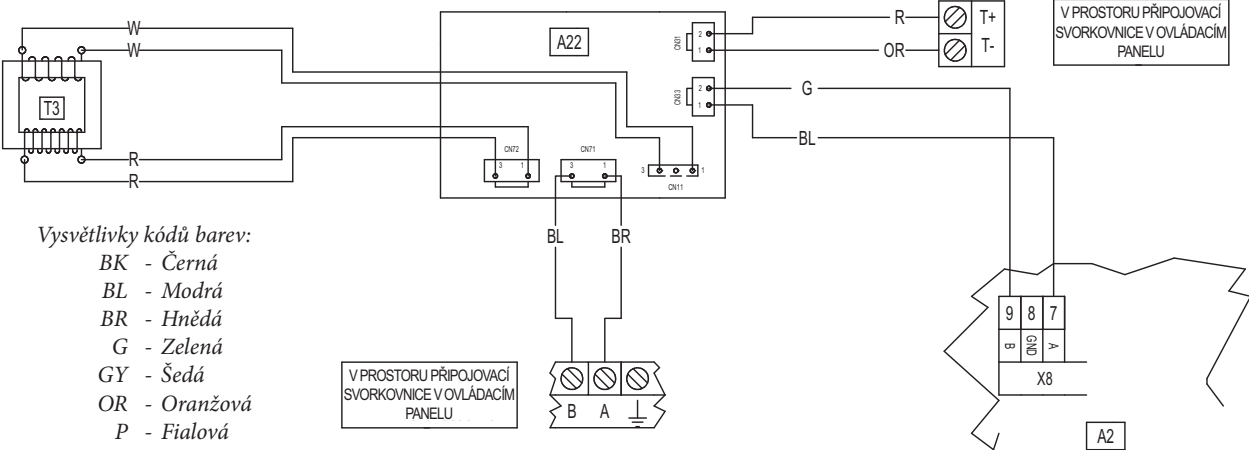 W
W
A22
CN31
2
1
R
OR
T+
T-
V PROSTORU PŘIPOJOVACÍ
SVORKOVNICE V OVLÁDACÍM
PANELU
T3
CN33
2
1
G
BL
R
R
CN72
3
1
CN71
3
1
3
1
CN11
BL
BR
Vysvětlivky kódů barev:
BK - Černá
BL - Modrá
BR - Hnědá
G - Zelená
GY - Šedá
OR - Oranžová
P - Fialová
V PROSTORU PŘIPOJOVACÍ
SVORKOVNICE V OVLÁDACÍM
PANELU
B A
9 8 7
B GND A
X8
A2